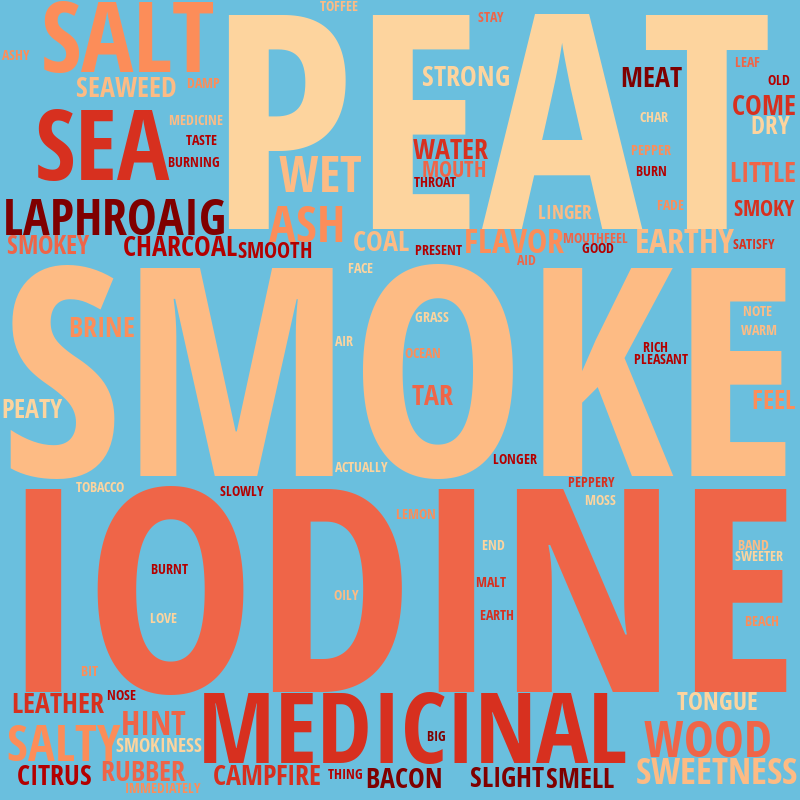 TOFFEE
SALT
STAY
PEAT
ASHY
LEAF
SEAWEED
DAMP
STRONG
MEAT
OLD
COME
SEA
MEDICINE
CHAR
DRY
TASTE
WATER
PEPPER
BURNING
WET
MOUTH
BURN
LITTLE
THROAT
LAPHROAIG
ASH
LINGER
FADE
SMOKY
SMOKEY
CHARCOAL
SMOOTH
COAL
PRESENT
FLAVOR
MOUTHFEEL
GOOD
EARTHY
SATISFY
AID
FACE
SMOKE
BRINE
GRASS
NOTE
AIR
WARM
OCEAN
RICH
PLEASANT
PEATY
TAR
FEEL
ACTUALLY
LONGER
TOBACCO
SLOWLY
PEPPERY
IODINE
MOSS
LEMON
END
BAND
SWEETER
BURNT
MALT
OILY
LOVE
EARTH
BEACH
BIT
LEATHER
NOSE
MEDICINAL
TONGUE
HINT
SALTY
SMOKINESS
BIG
WOOD
CITRUS
RUBBER
CAMPFIRE
THING
BACON
SLIGHT
SMELL
SWEETNESS
IMMEDIATELY